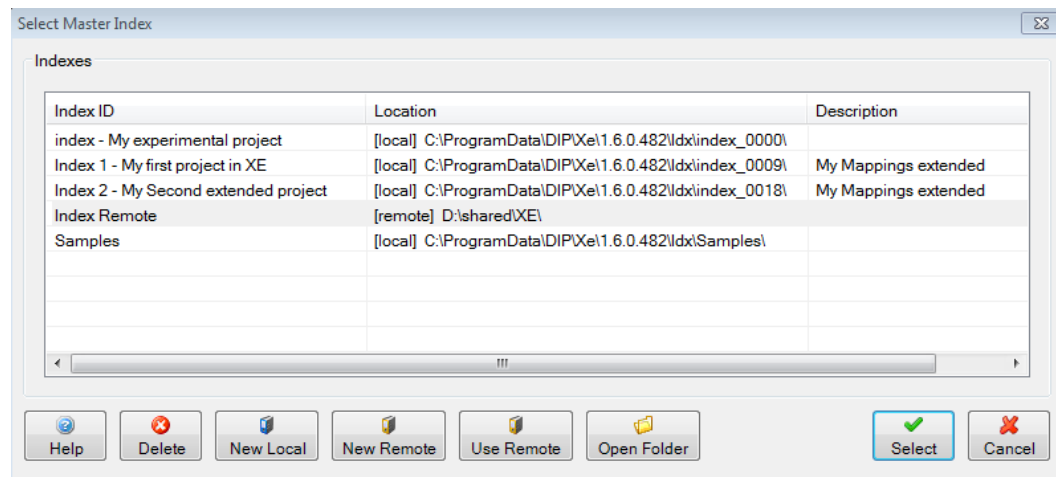 Select Master Index
Indexes
Index ID Location Description
index - My experimental project [local] C:\ProgramData\DIP\Xe\1.6.0.482\Idx\index_0000\
Index 1 - My first project in XE [local] C:\ProgramData\DIP\Xe\1.6.0.482\Idx\index_0009\ My Mappings extended
Index 2 - My Second extended project [local] C:\ProgramData\DIP\Xe\1.6.0.482\Idx\index_0018\ My Mappings extended
Index Remote [remote] D:\shared\XE\
Samples [local] C:\ProgramData\DIP\Xe\1.6.0.482\Idx\Samples\
Help Delete New Local New Remote Use Remote Open Folder Select Cancel